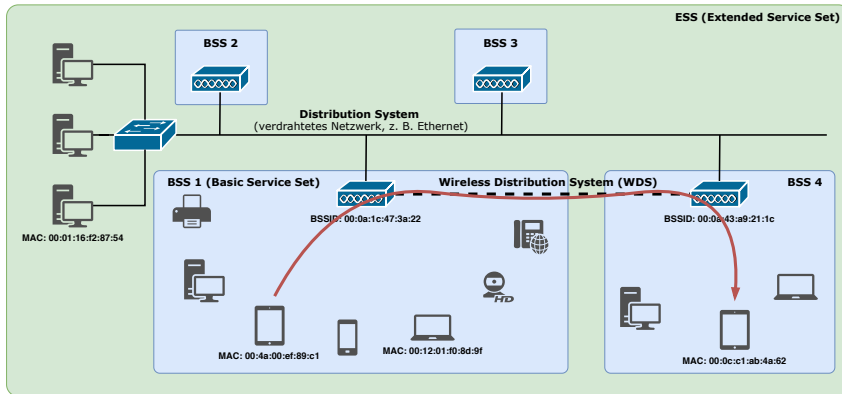 ESS (Extended Service Set)
BSS 2
BSS 3
Distribution System
(verdrahtetes Netzwerk, z. B. Ethernet)
BSS 1 (Basic Service Set)
Wireless Distribution System (WDS)
BSS 4
BSSID: 00:0a:1c:47:3a:22
BSSID: 00:0a:43:a9:21:1c
MAC: 00:01:16:f2:87:54
HD
MAC: 00:4a:00:ef:89:c1
MAC: 00:12:01:f0:8d:9f
MAC: 00:0c:c1:ab:4a:62